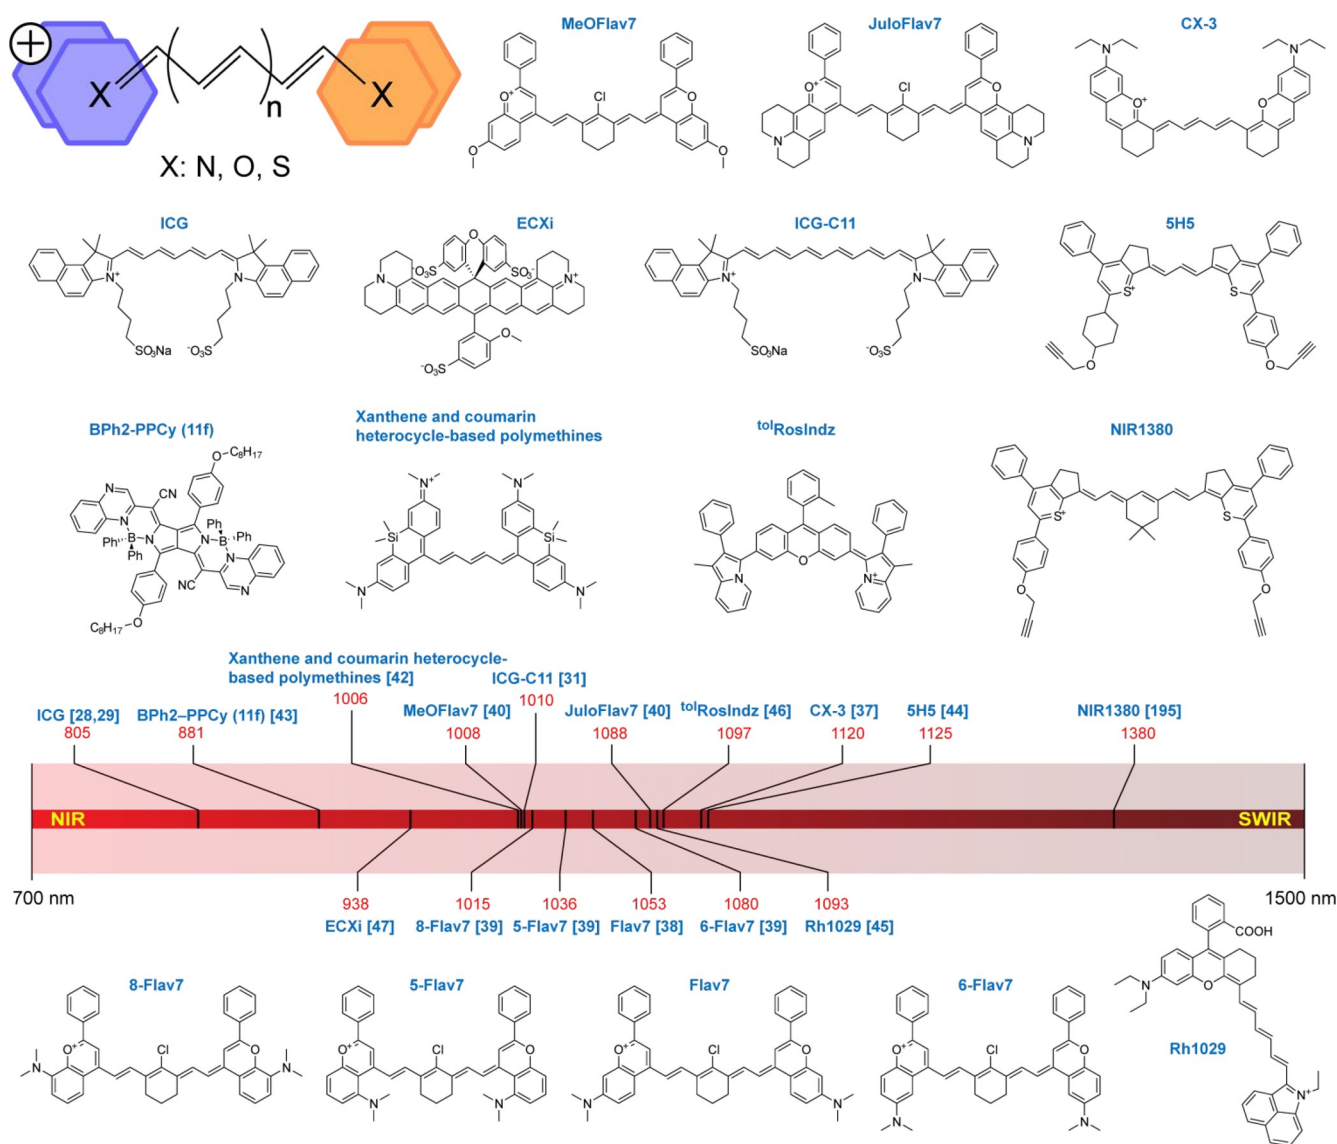 MeOFlav7
JuloFlav7
CX-3
n
X
X
X: N, O, S
ICG
ECXi
ICG-C11
5H5
BPh2-PPCy (11f)
Xanthene and coumarin
heterocycle-based polymethines
tolRosIndz
NIR1380
Xanthene and coumarin heterocycle-
based polymethines [42]
1006
ICG-C11 [31]
1010
ICG [28,29]
805
BPh2–PPCy (11f) [43]
881
MeOFlav7 [40]
1008
JuloFlav7 [40]
1088
tolRosIndz [46]
1097
CX-3 [37]
1120
5H5 [44]
1125
NIR1380 [195]
1380
NIR
SWIR
700 nm
1500 nm
938
ECXi [47]
1015
8-Flav7 [39]
1036
5-Flav7 [39]
1053
Flav7 [38]
1080
6-Flav7 [39]
1093
Rh1029 [45]
8-Flav7
5-Flav7
Flav7
6-Flav7
Rh1029
COOH